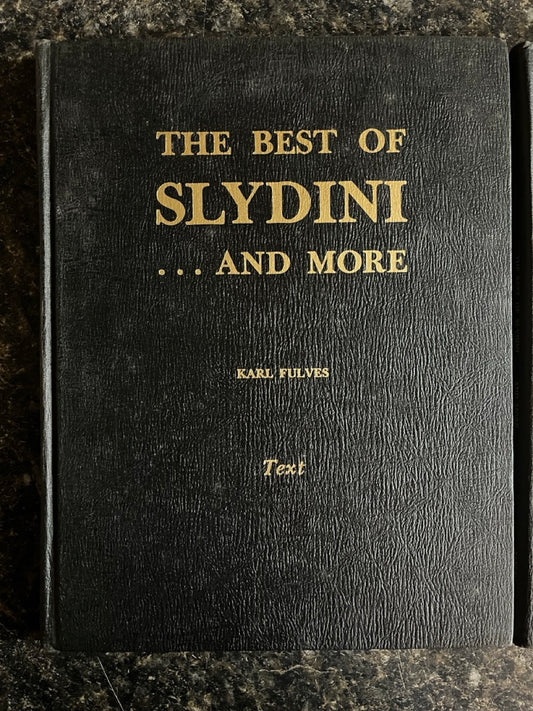 THE BEST OF
SLYDINI
...AND MORE
KARL FULVES
Text